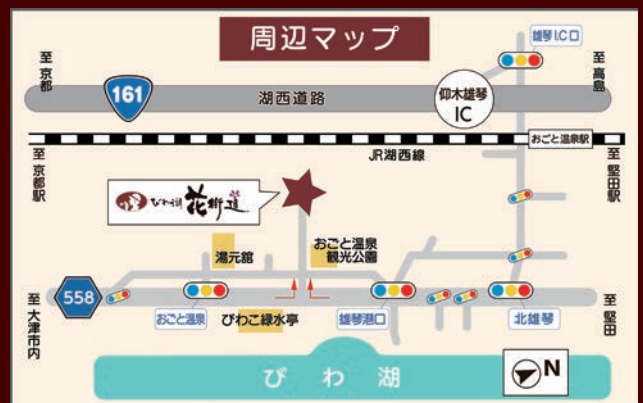 周辺マップ
雄琴I.C口
至京都
161
湖西道路
仰木雄琴
IC
至高島
おごと温泉駅
JR湖西線
至京都駅
至堅田駅
びわ湖花街道
湯元舘
おごと温泉
観光公園
558
至大津市内
おごと温泉
びわこ緑水亭
雄琴港口
北雄琴
至堅田
びわ湖
N